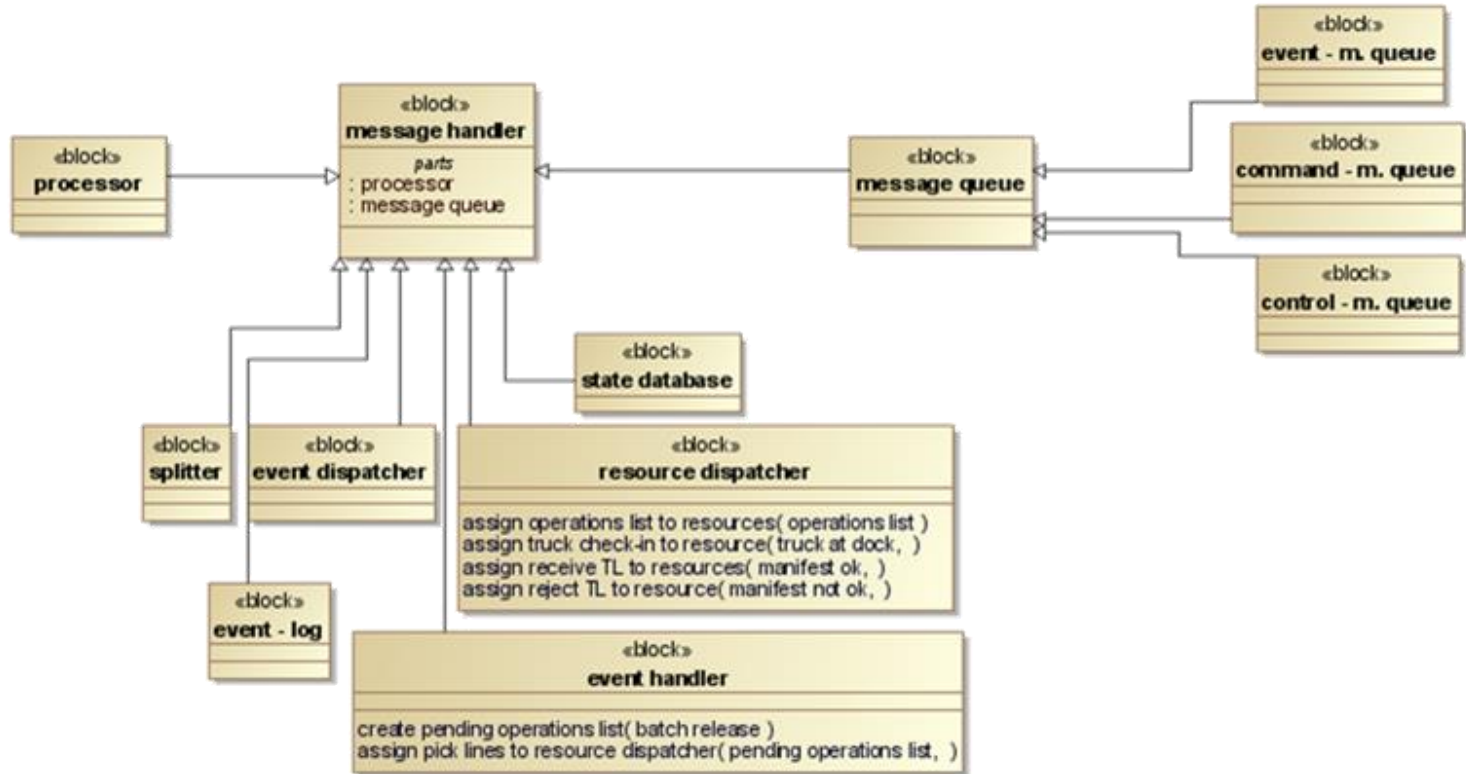 «block»
event - m. queue
«block»
message handler
parts
: processor
: message queue
«block»
processor
«block»
message queue
«block»
command - m. queue
«block»
control - m. queue
«block»
state database
«block»
splitter
«block»
event dispatcher
«block»
resource dispatcher
assign operations list to resources( operations list )
assign truck check-in to resource( truck at dock, )
assign receive TL to resources( manifest ok, )
assign reject TL to resource( manifest not ok, )
«block»
event - log
«block»
event handler
create pending operations list( batch release )
assign pick lines to resource dispatcher( pending operations list, )